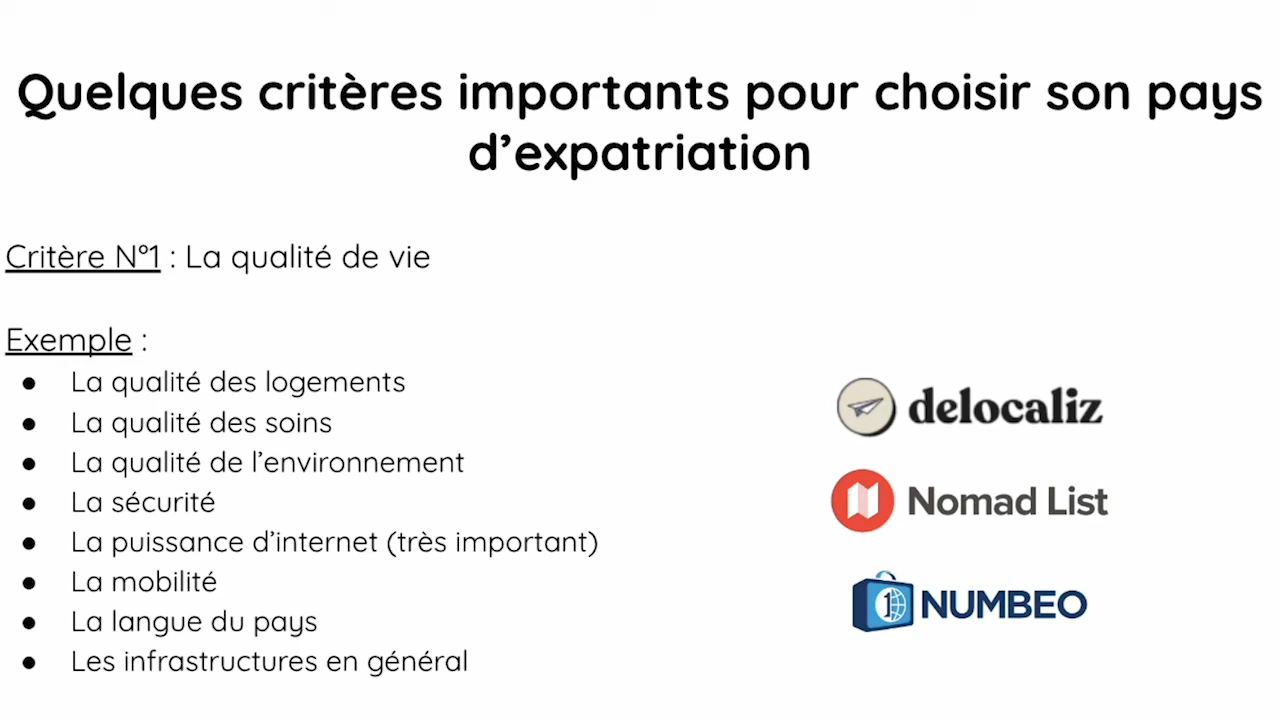 Quelques critères importants pour choisir son pays
d’expatriation
Critère N°1 : La qualité de vie
Exemple :
● La qualité des logements
● La qualité des soins
● La qualité de l’environnement
● La sécurité
● La puissance d’internet (très important)
● La mobilité
● La langue du pays
● Les infrastructures en général
delocaliz
Nomad List
1 NUMBEO